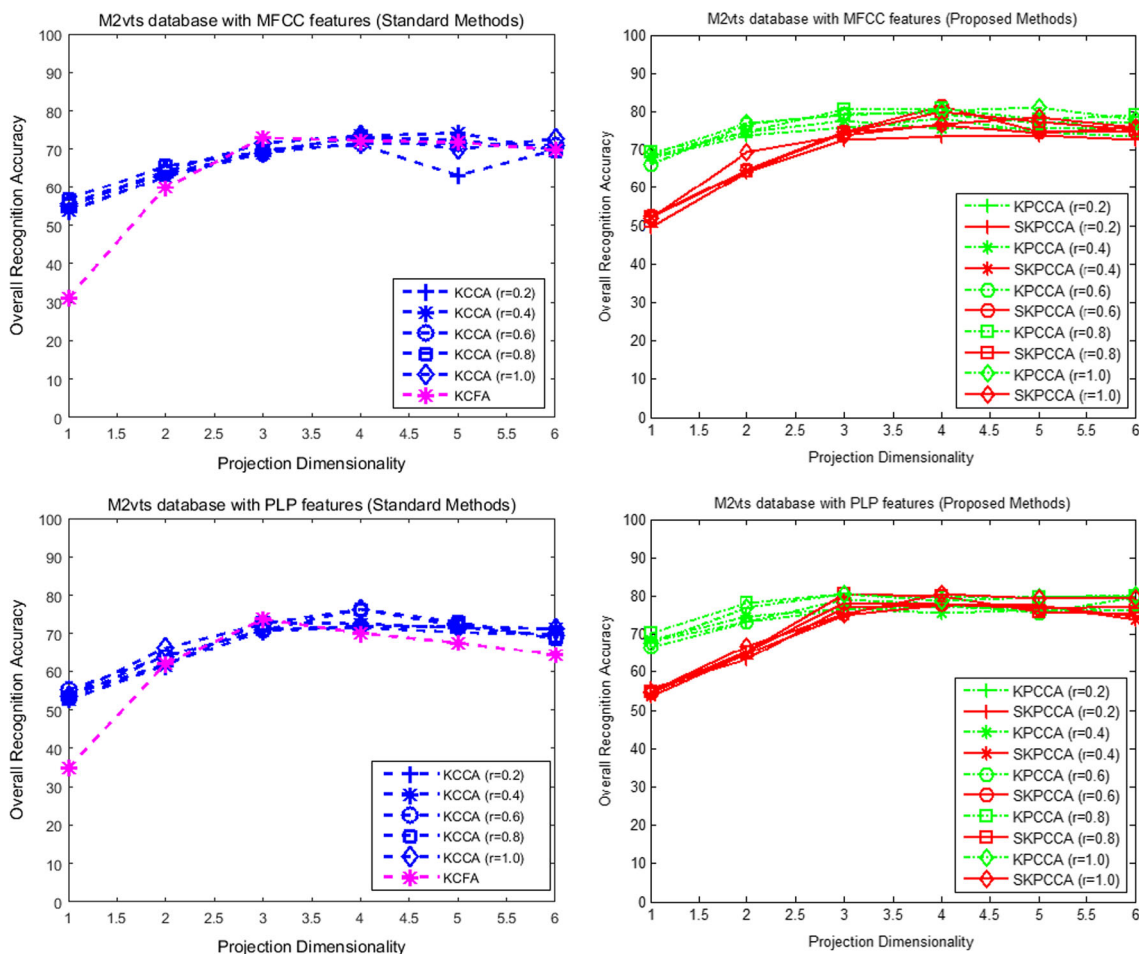 M2vts database with MFCC features (Standard Methods)
Overall Recognition Accuracy
100
90
80
70
60
50
40
30
20
10
0
KCCA (r=0.2)
KCCA (r=0.4)
KCCA (r=0.6)
KCCA (r=0.8)
KCCA (r=1.0)
KCFA
1 1.5 2 2.5 3 3.5 4 4.5 5 5.5 6
Projection Dimensionality
M2vts database with MFCC features (Proposed Methods)
Overall Recognition Accuracy
100
90
80
70
60
50
40
30
20
10
0
KPCCA (r=0.2)
SKPCCA (r=0.2)
KPCCA (r=0.4)
SKPCCA (r=0.4)
KPCCA (r=0.6)
SKPCCA (r=0.6)
KPCCA (r=0.8)
SKPCCA (r=0.8)
KPCCA (r=1.0)
SKPCCA (r=1.0)
1 1.5 2 2.5 3 3.5 4 4.5 5 5.5 6
Projection Dimensionality
M2vts database with PLP features (Standard Methods)
Overall Recognition Accuracy
100
90
80
70
60
50
40
30
20
10
0
KCCA (r=0.2)
KCCA (r=0.4)
KCCA (r=0.6)
KCCA (r=0.8)
KCCA (r=1.0)
KCFA
1 1.5 2 2.5 3 3.5 4 4.5 5 5.5 6
Projection Dimensionality
M2vts database with PLP features (Proposed Methods)
Overall Recognition Accuracy
100
90
80
70
60
50
40
30
20
10
0
KPCCA (r=0.2)
SKPCCA (r=0.2)
KPCCA (r=0.4)
SKPCCA (r=0.4)
KPCCA (r=0.6)
SKPCCA (r=0.6)
KPCCA (r=0.8)
SKPCCA (r=0.8)
KPCCA (r=1.0)
SKPCCA (r=1.0)
1 1.5 2 2.5 3 3.5 4 4.5 5 5.5 6
Projection Dimensionality